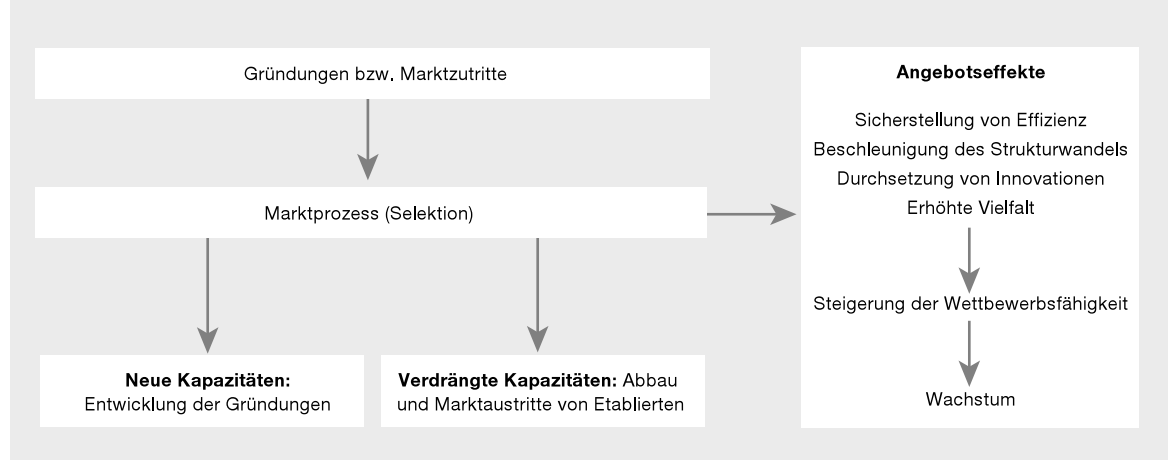 Gründungen bzw. Marktzutritte
Marktprozess (Selektion)
Neue Kapazitäten:
Entwicklung der Gründungen
Verdrängte Kapazitäten: Abbau
und Marktaustritte von Etablierten
Angebotseffekte
Sicherstellung von Effizienz
Beschleunigung des Strukturwandels
Durchsetzung von Innovationen
Erhöhte Vielfalt
Steigerung der Wettbewerbsfähigkeit
Wachstum